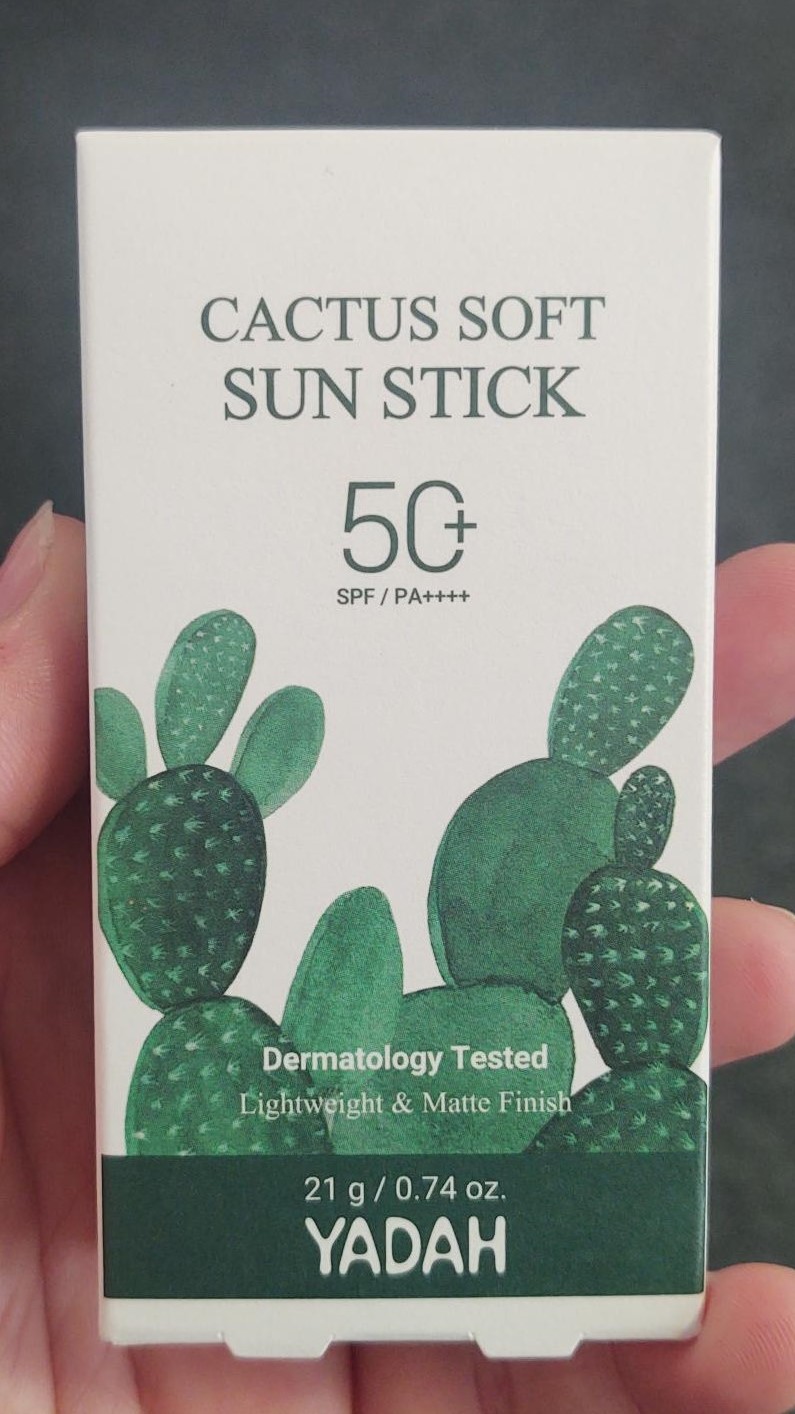 CACTUS SOFT
SUN STICK
50+
SPF / PA++++
Dermatology Tested
Lightweight & Matte Finish
21 g / 0.74 oz.
YADAH